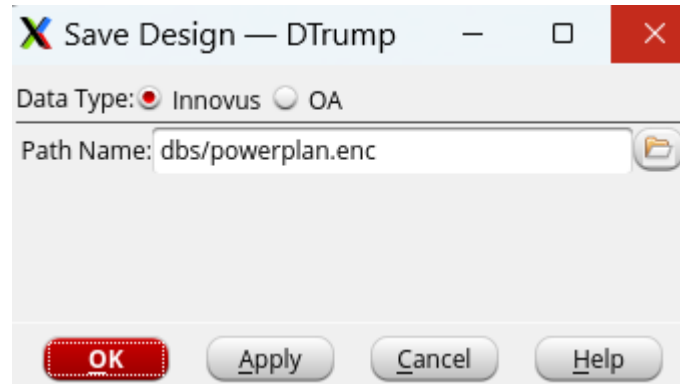 Save Design — DTrump
Data Type: Innovus OA
Path Name: dbs/powerplan.enc
OK Apply Cancel Help